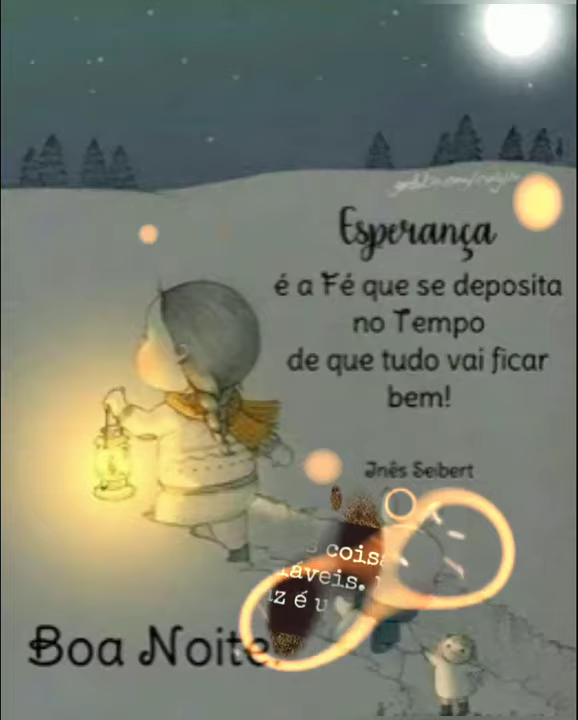 Esperança
é a Fé que se deposita
no Tempo
de que tudo vai ficar
bem!
Inês Seibert
z é u
Boa Noite